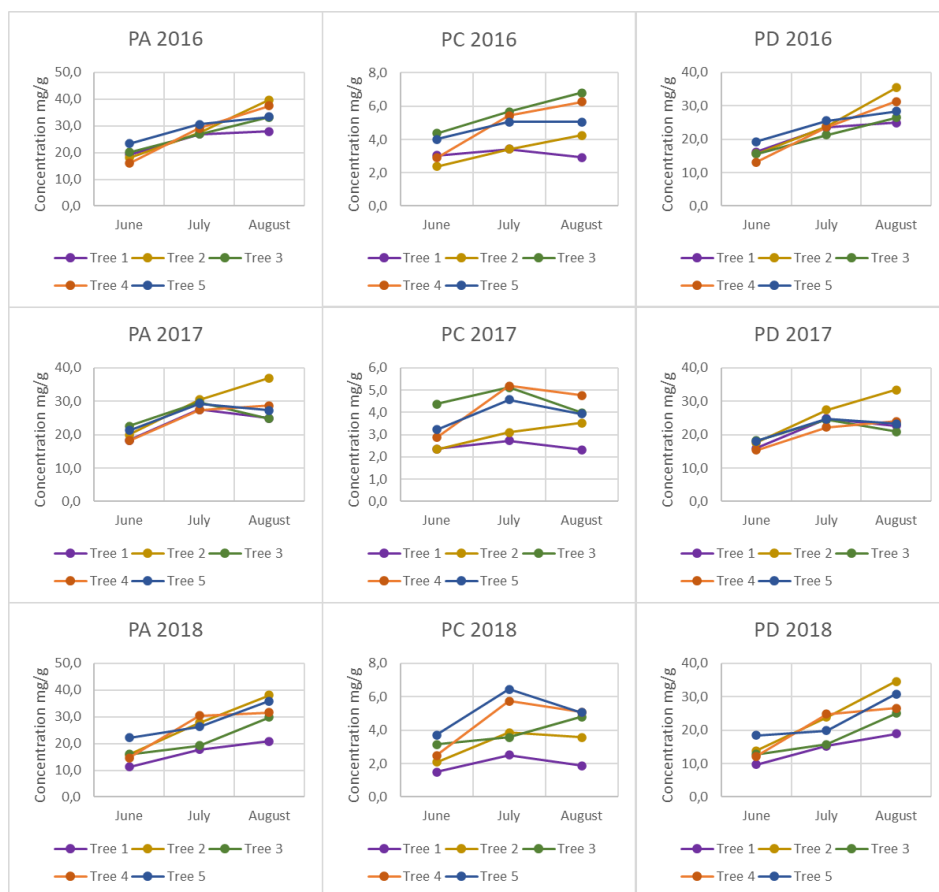 PA 2016
Concentration mg/g
50,0
40,0
30,0
20,0
10,0
0,0
June July August
Tree 1 Tree 2 Tree 3
Tree 4 Tree 5
PC 2016
Concentration mg/g
8,0
6,0
4,0
2,0
0,0
June July August
Tree 1 Tree 2 Tree 3
Tree 4 Tree 5
PD 2016
Concentration mg/g
40,0
30,0
20,0
10,0
0,0
June July August
Tree 1 Tree 2 Tree 3
Tree 4 Tree 5
PA 2017
Concentration mg/g
40,0
30,0
20,0
10,0
0,0
June July August
Tree 1 Tree 2 Tree 3
Tree 4 Tree 5
PC 2017
Concentration mg/g
6,0
5,0
4,0
3,0
2,0
1,0
0,0
June July August
Tree 1 Tree 2 Tree 3
Tree 4 Tree 5
PD 2017
Concentration mg/g
40,0
30,0
20,0
10,0
0,0
June July August
Tree 1 Tree 2 Tree 3
Tree 4 Tree 5
PA 2018
Concentration mg/g
50,0
40,0
30,0
20,0
10,0
0,0
June July August
Tree 1 Tree 2 Tree 3
Tree 4 Tree 5
PC 2018
Concentration mg/g
8,0
6,0
4,0
2,0
0,0
June July August
Tree 1 Tree 2 Tree 3
Tree 4 Tree 5
PD 2018
Concentration mg/g
40,0
30,0
20,0
10,0
0,0
June July August
Tree 1 Tree 2 Tree 3
Tree 4 Tree 5